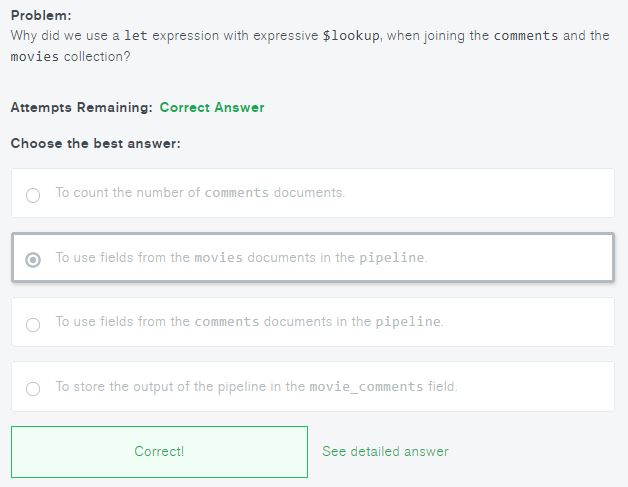 Problem:
Why did we use a let expression with expressive $lookup, when joining the comments and the
movies collection?
Attempts Remaining: Correct Answer
Choose the best answer:
To count the number of comments documents.
To use fields from the movies documents in the pipeline.
To use fields from the comments documents in the pipeline.
To store the output of the pipeline in the movie_comments field.
Correct! See detailed answer